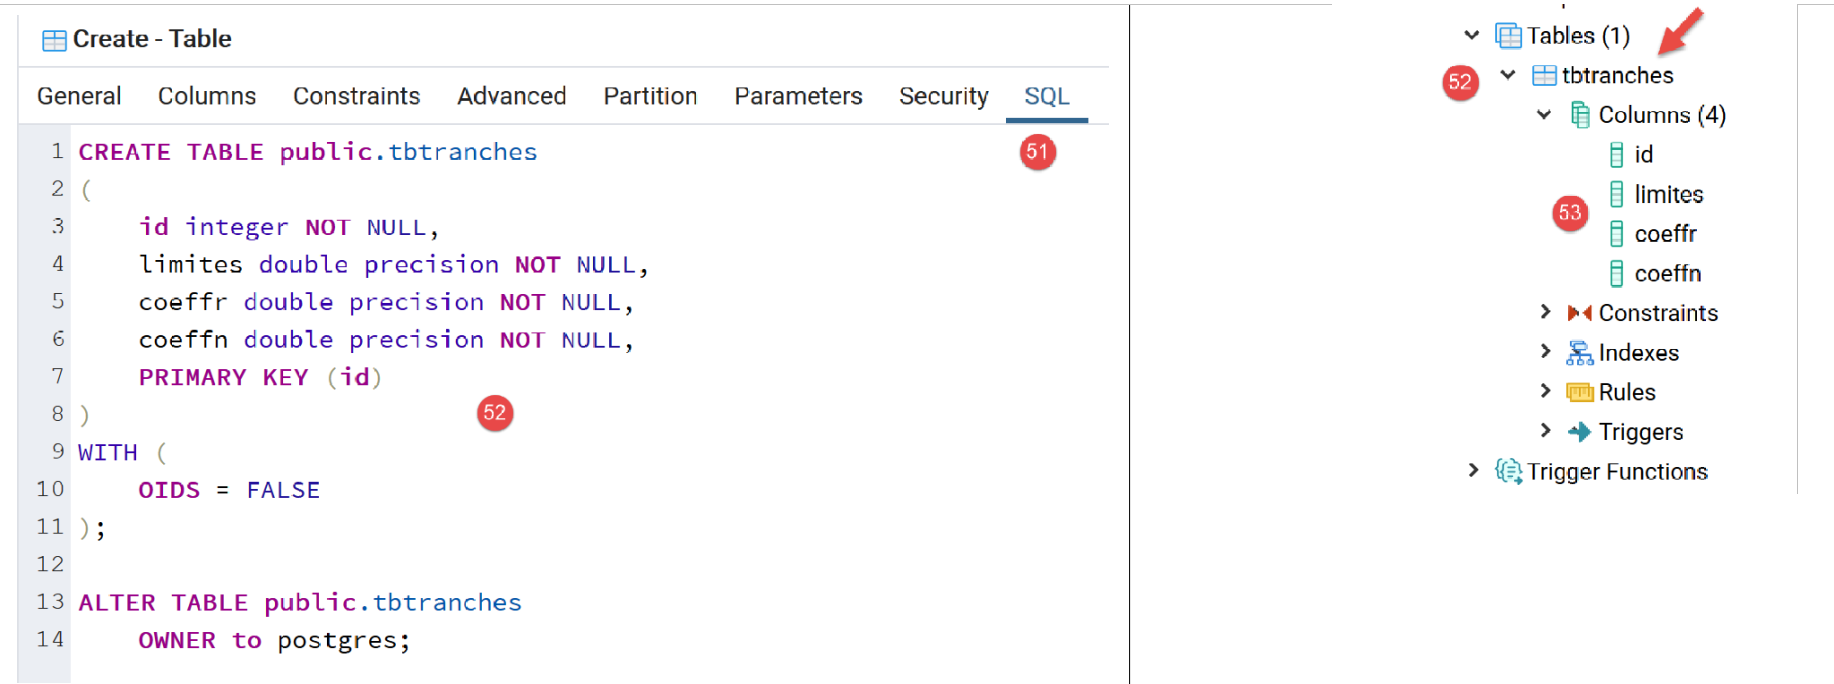 Create - Table
General Columns Constraints Advanced Partition Parameters Security SQL
51
1 CREATE TABLE public.tbtranches
2 (
3 id integer NOT NULL,
4 limites double precision NOT NULL,
5 coeffr double precision NOT NULL,
6 coeffn double precision NOT NULL,
7 PRIMARY KEY (id)
8 )
52
9 WITH (
10 OIDS = FALSE
11 );
12
13 ALTER TABLE public.tbtranches
14 OWNER to postgres;
Tables (1)
52 tbtranches
Columns (4)
id
limites
53
coeffr
coeffn
Constraints
Indexes
Rules
Triggers
Trigger Functions